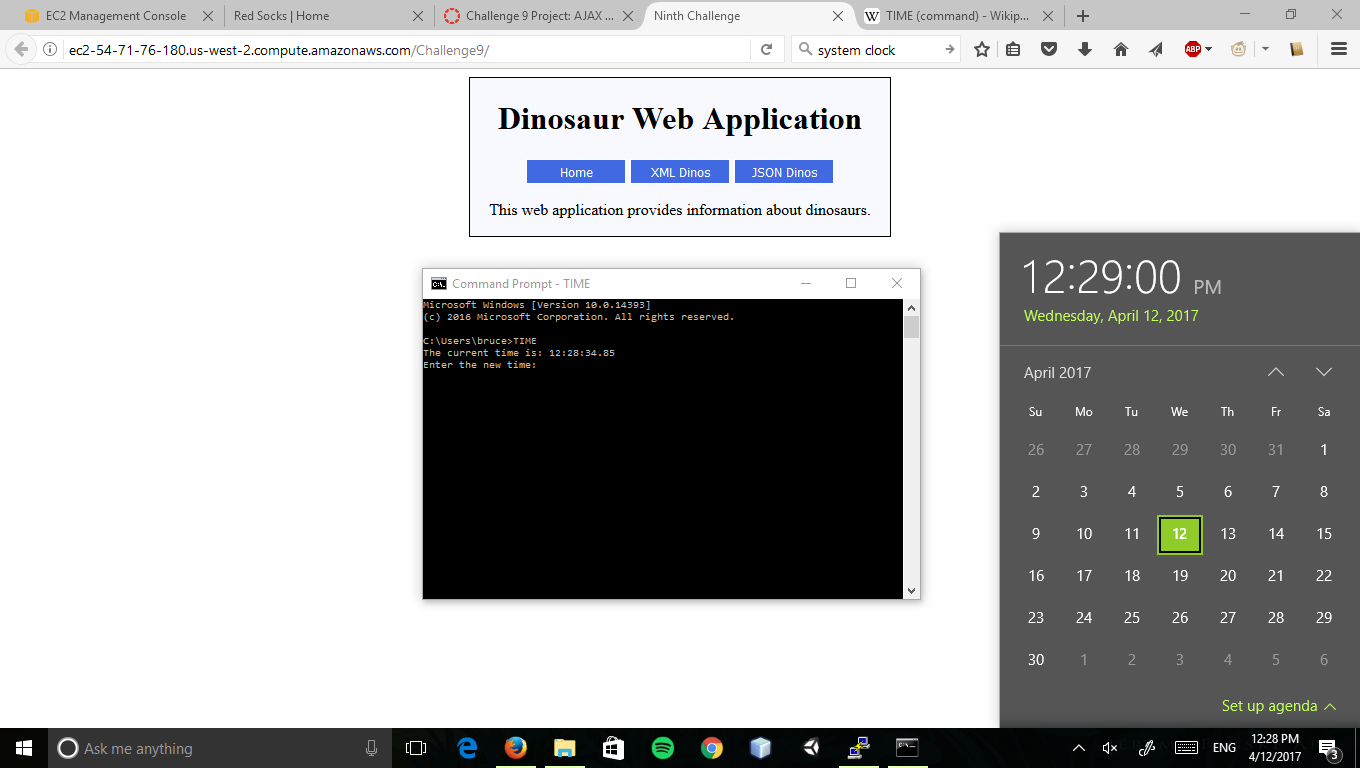 EC2 Management Console
Red Socks | Home
Challenge 9 Project: AJAX ...
Ninth Challenge
W TIME (command) - Wikip...
ec2-54-71-76-180.us-west-2.compute.amazonaws.com/Challenge9/
system clock
ABP
Dinosaur Web Application
Home XML Dinos JSON Dinos
This web application provides information about dinosaurs.
Command Prompt - TIME
Microsoft Windows [Version 10.0.14393]
(c) 2016 Microsoft Corporation. All rights reserved.
C:\Users\bruce>TIME
The current time is: 12:28:34.85
Enter the new time:
12:29:00 PM
Wednesday, April 12, 2017
April 2017
Su Mo Tu We Th Fr Sa
26 27 28 29 30 31 1
2 3 4 5 6 7 8
9 10 11 12 13 14 15
16 17 18 19 20 21 22
23 24 25 26 27 28 29
30 1 2 3 4 5 6
Set up agenda
Ask me anything
ENG
12:28 PM
4/12/2017
3